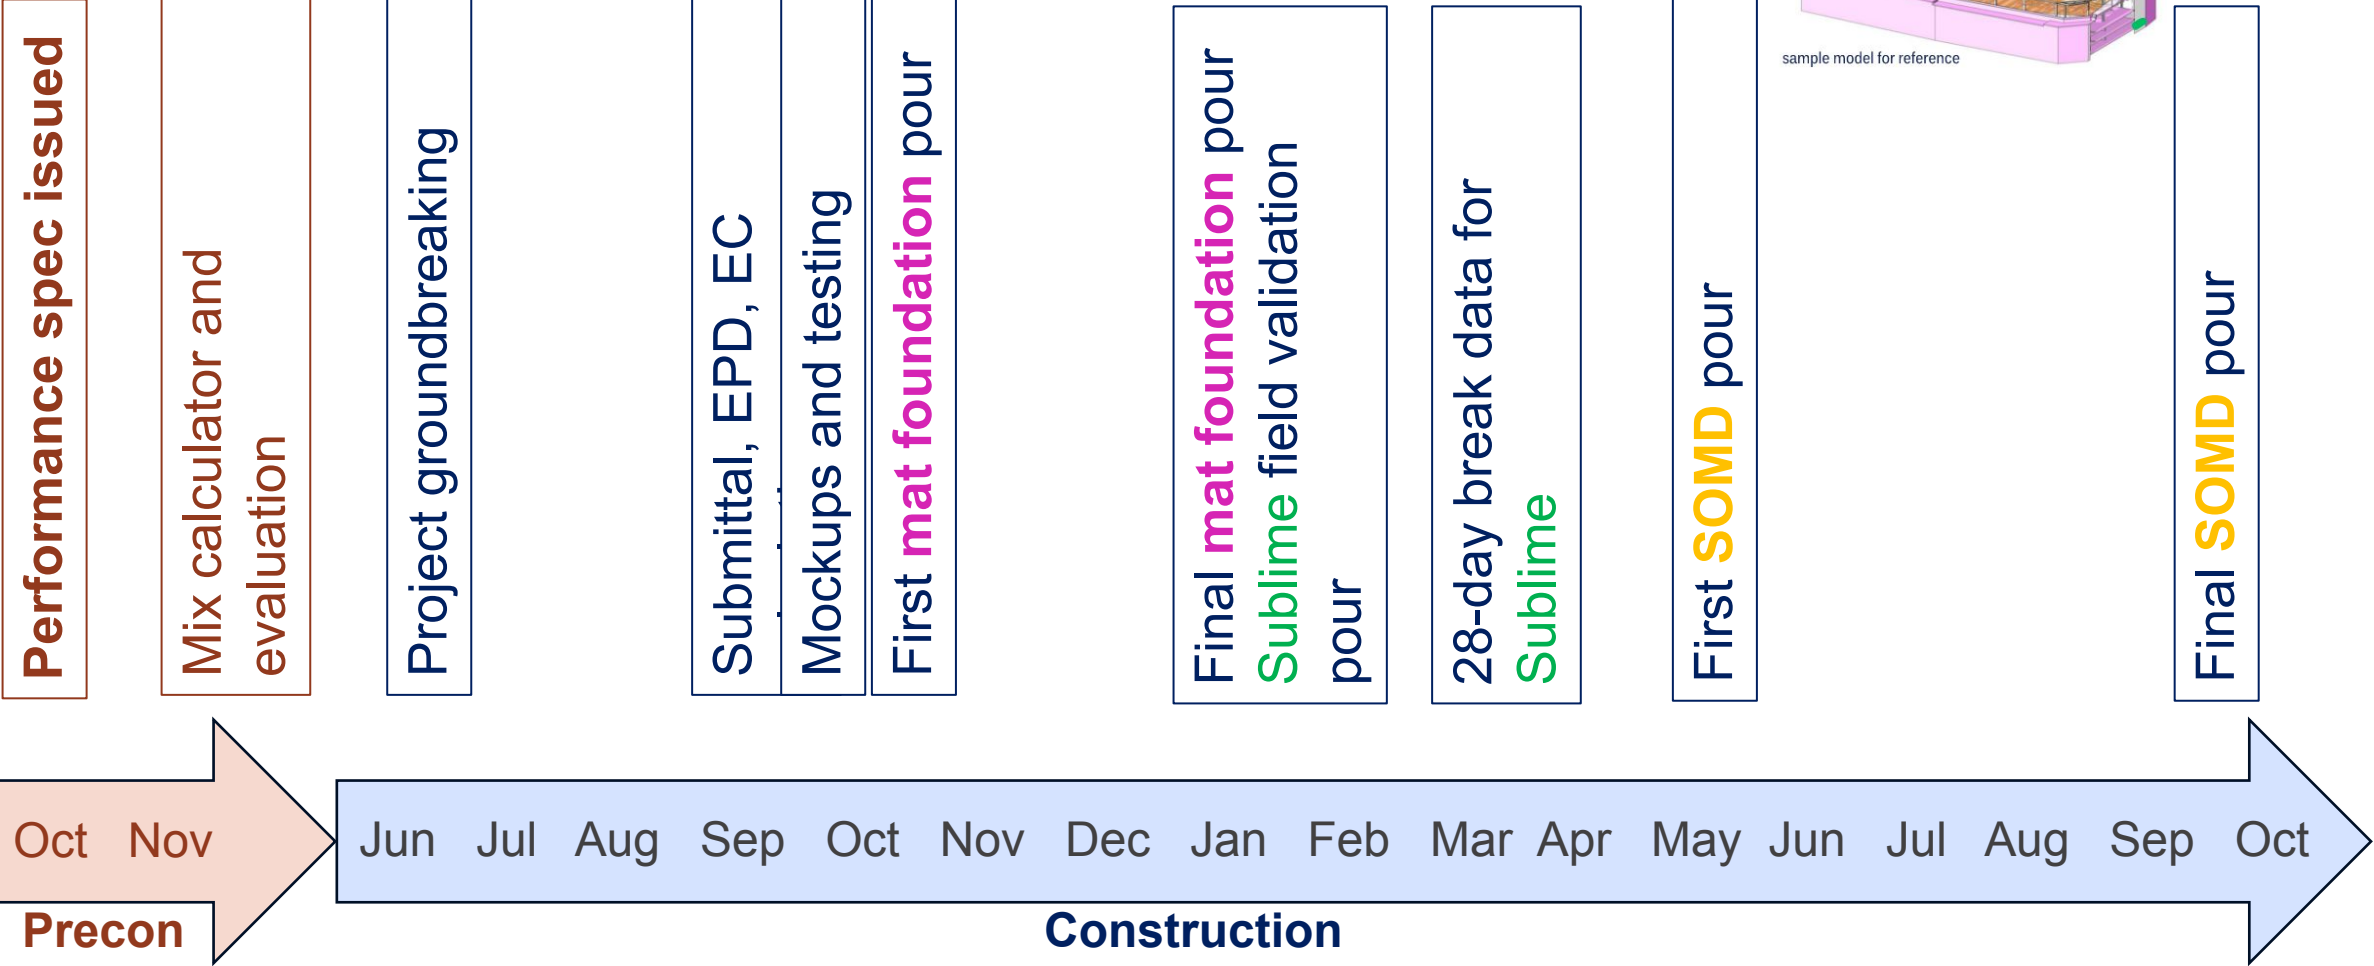 Performance spec issued
Mix calculator and
evaluation
Project groundbreaking
Submittal, EPD, EC
Mockups and testing
First mat foundation pour
Final mat foundation pour
Sublime field validation
pour
28-day break data for
Sublime
First SOMD pour
sample model for reference
Final SOMD pour
Oct Nov
Jun Jul Aug Sep Oct Nov Dec Jan Feb Mar Apr May Jun Jul Aug Sep Oct
Precon
Construction